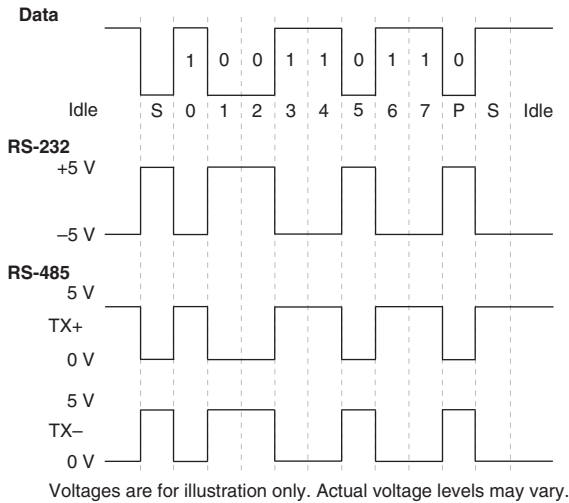 Data
1 0 0 1 1 0 1 1 0
Idle S 0 1 2 3 4 5 6 7 P S Idle
RS-232
+5 V
–5 V
RS-485
5 V
TX+
0 V
5 V
TX–
0 V
Voltages are for illustration only. Actual voltage levels may vary.